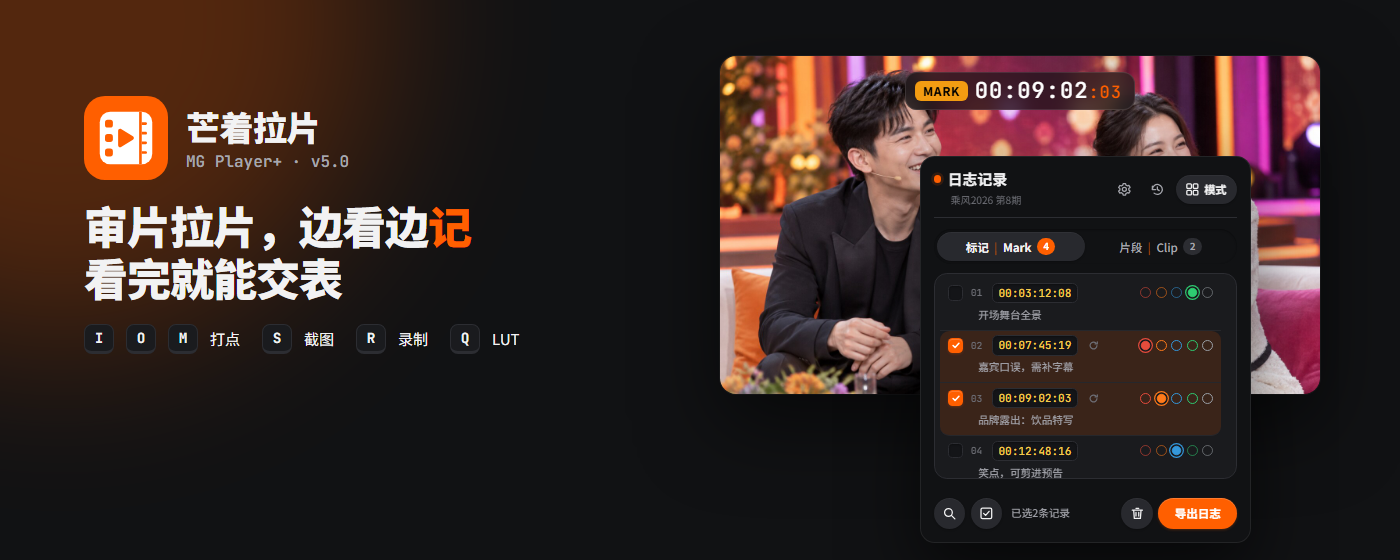 芒着拉片
MG Player+ · v5.0
审片拉片，边看边记
看完就能交表
I O M 打点 S 截图 R 录制 Q LUT
MARK 00:09:02:03
日志记录
乘风2026 第8期
模式
标记 | Mark 4
片段 | Clip 2
01 00:03:12:08
开场舞台全景
02 00:07:45:19
嘉宾口误，需补字幕
03 00:09:02:03
品牌露出：饮品特写
04 00:12:48:16
笑点，可剪进预告
已选2条记录
导出日志